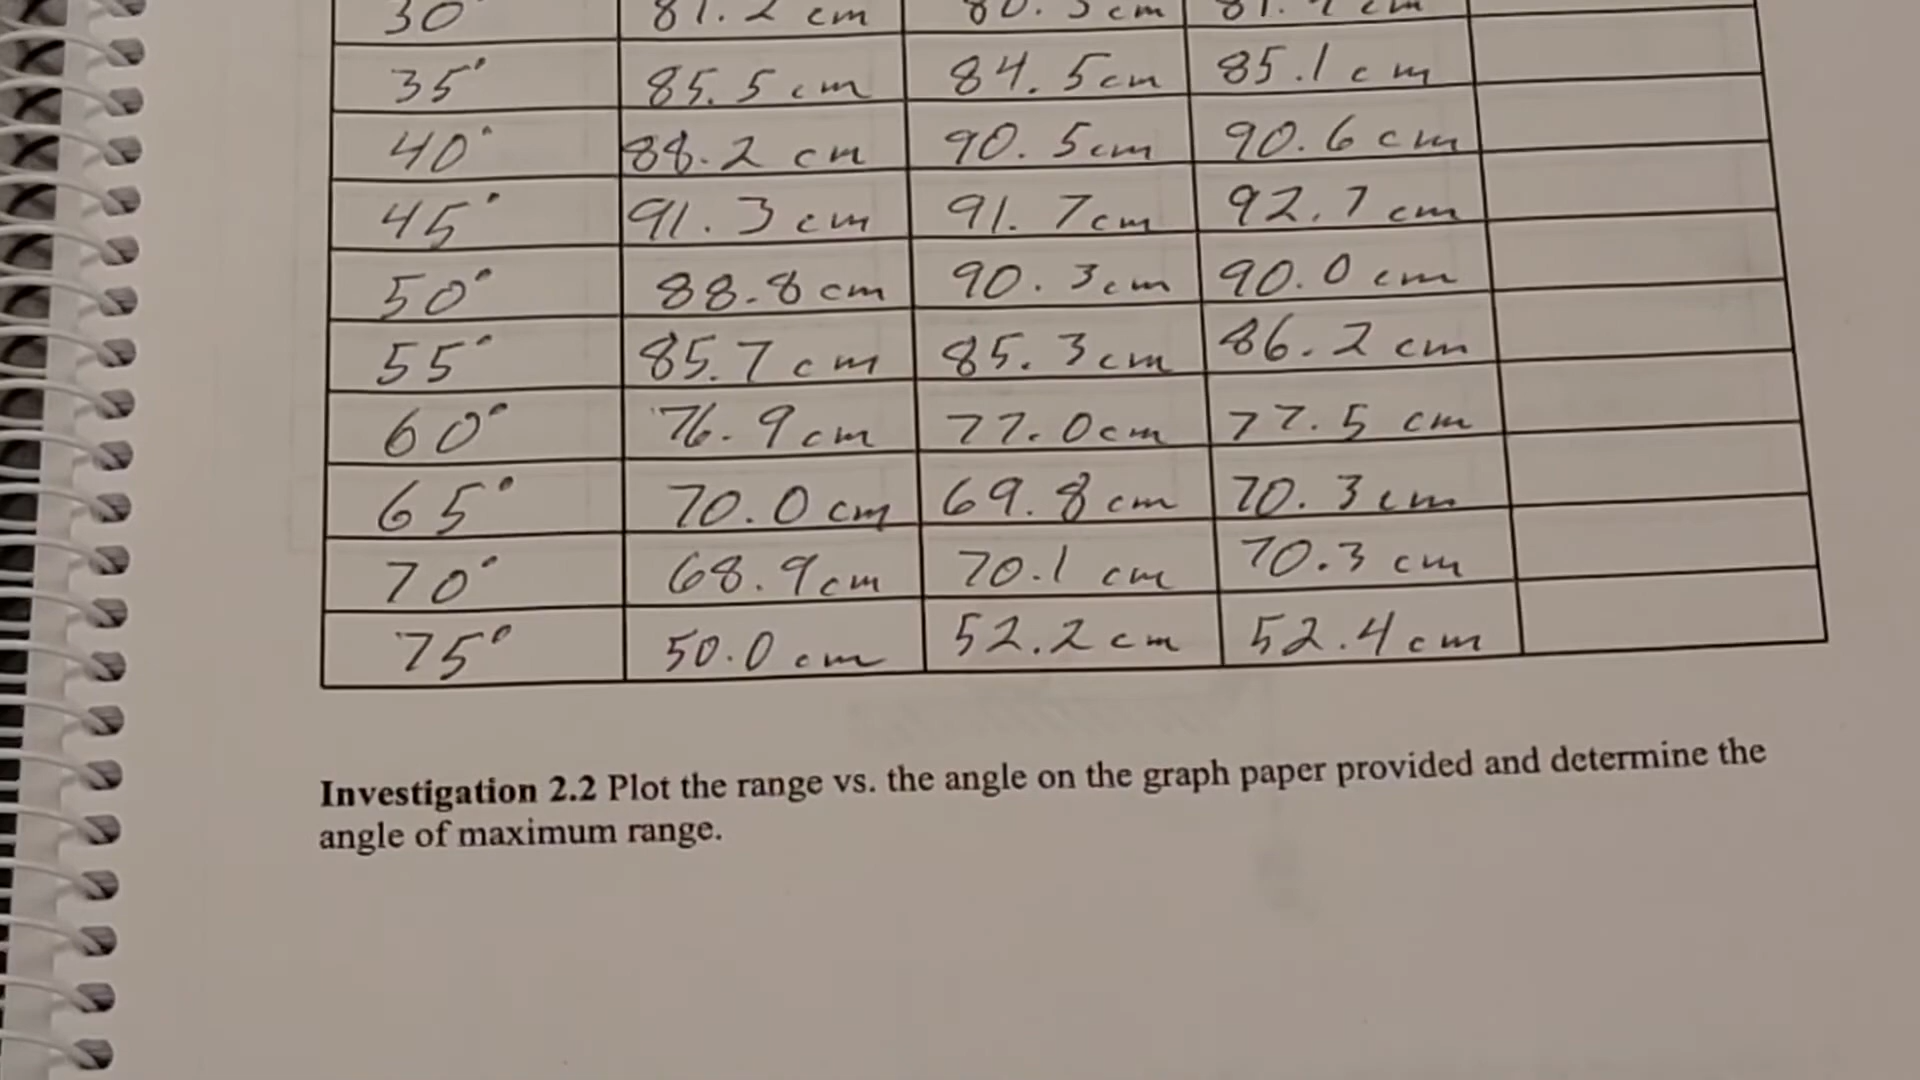 30° 81.2 cm
35° 85.5 cm 84.5 cm 85.1 cm
40° 88.2 cm 90.5 cm 90.6 cm
45° 91.3 cm 91.7 cm 92.7 cm
50° 88.8 cm 90.3 cm 90.0 cm
55° 85.7 cm 85.3 cm 86.2 cm
60° 76.9 cm 77.0 cm 77.5 cm
65° 70.0 cm 69.8 cm 70.3 cm
70° 68.9 cm 70.1 cm 70.3 cm
75° 50.0 cm 52.2 cm 52.4 cm
Investigation 2.2 Plot the range vs. the angle on the graph paper provided and determine the
angle of maximum range.